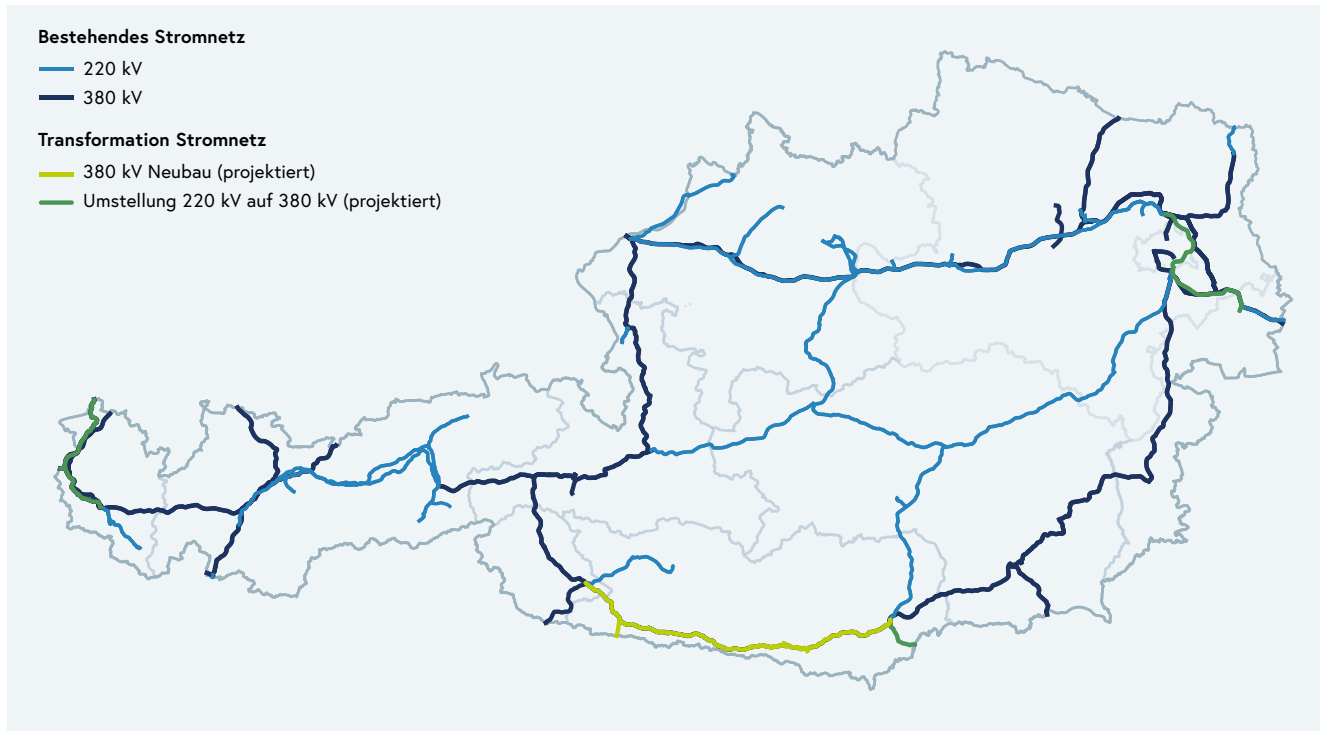 Bestehendes Stromnetz
220 kV
380 kV
Transformation Stromnetz
380 kV Neubau (projektiert)
Umstellung 220 kV auf 380 kV (projektiert)